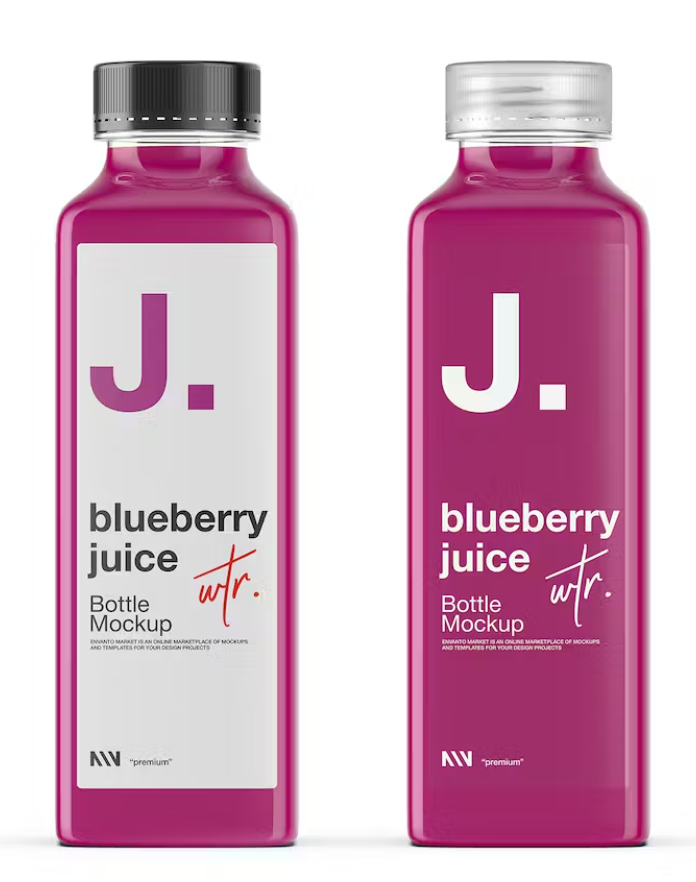 J.
blueberry
juice
wtr.
Bottle
Mockup
ENVANTO MARKET IS AN ONLINE MARKETPLACE OF MOCKUPS
AND TEMPLATES FOR YOUR DESIGN PROJECTS
"premium"
J.
blueberry
juice
wtr.
Bottle
Mockup
ENVANTO MARKET IS AN ONLINE MARKETPLACE OF MOCKUPS
AND TEMPLATES FOR YOUR DESIGN PROJECTS
"premium"